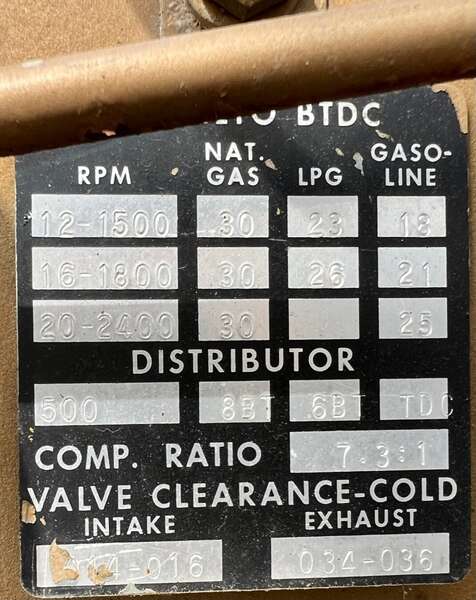 BTDC
RPM NAT. GAS LPG GASO-LINE
12-1500 30 23 18
16-1800 30 26 21
20-2400 30 25
DISTRIBUTOR
500 8BT 6BT TDC
COMP. RATIO 7.3:1
VALVE CLEARANCE-COLD
INTAKE EXHAUST
034-036